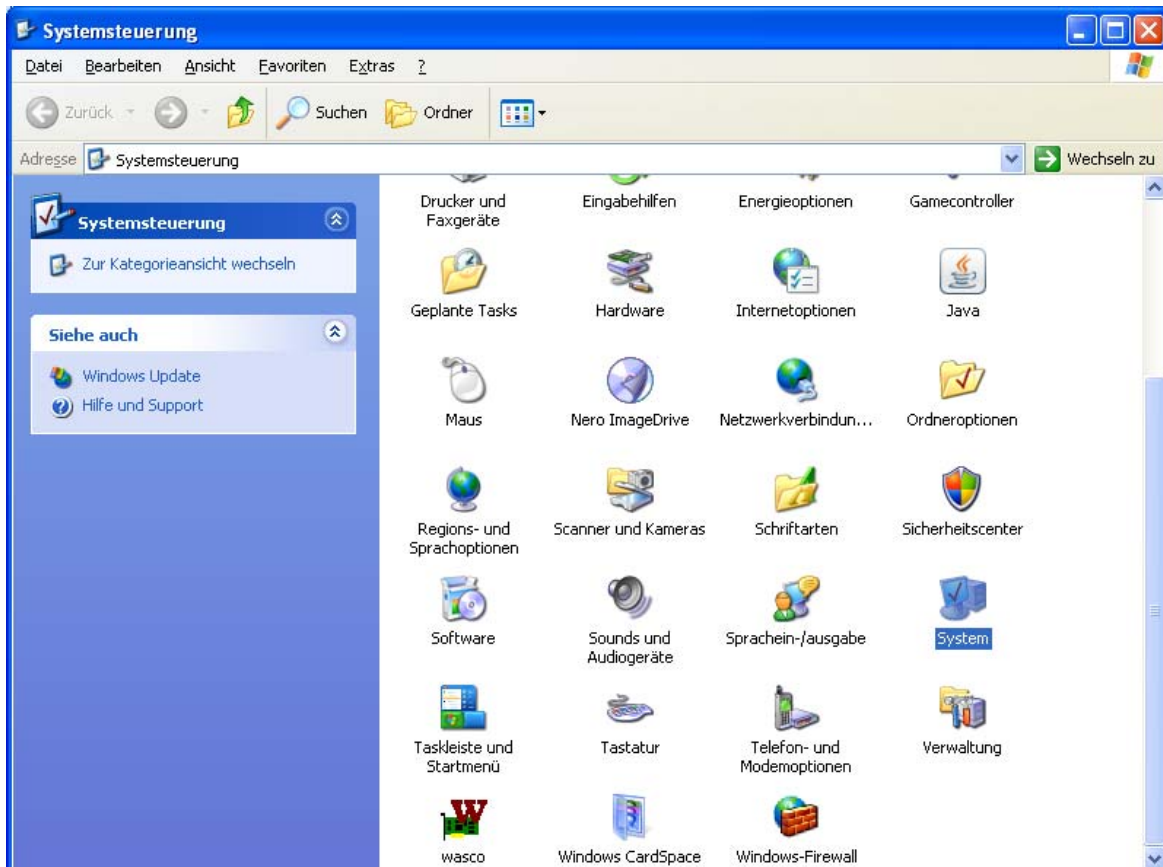 Systemsteuerung
Datei Bearbeiten Ansicht Favoriten Extras ?
Zurück Suchen Ordner
Adresse Systemsteuerung Wechseln zu
Systemsteuerung
Zur Kategorieansicht wechseln
Siehe auch
Windows Update
Hilfe und Support
Drucker und
Faxgeräte
Eingabehilfen
Energieoptionen
Gamecontroller
Geplante Tasks
Hardware
Internetoptionen
Java
Maus
Nero ImageDrive
Netzwerkverbindun...
Ordneroptionen
Regions- und
Sprachoptionen
Scanner und Kameras
Schriftarten
Sicherheitscenter
Software
Sounds und
Audiogeräte
Sprachein-/ausgabe
System
Taskleiste und
Startmenü
Tastatur
Telefon- und
Modemoptionen
Verwaltung
W
wasco
Windows CardSpace
Windows-Firewall